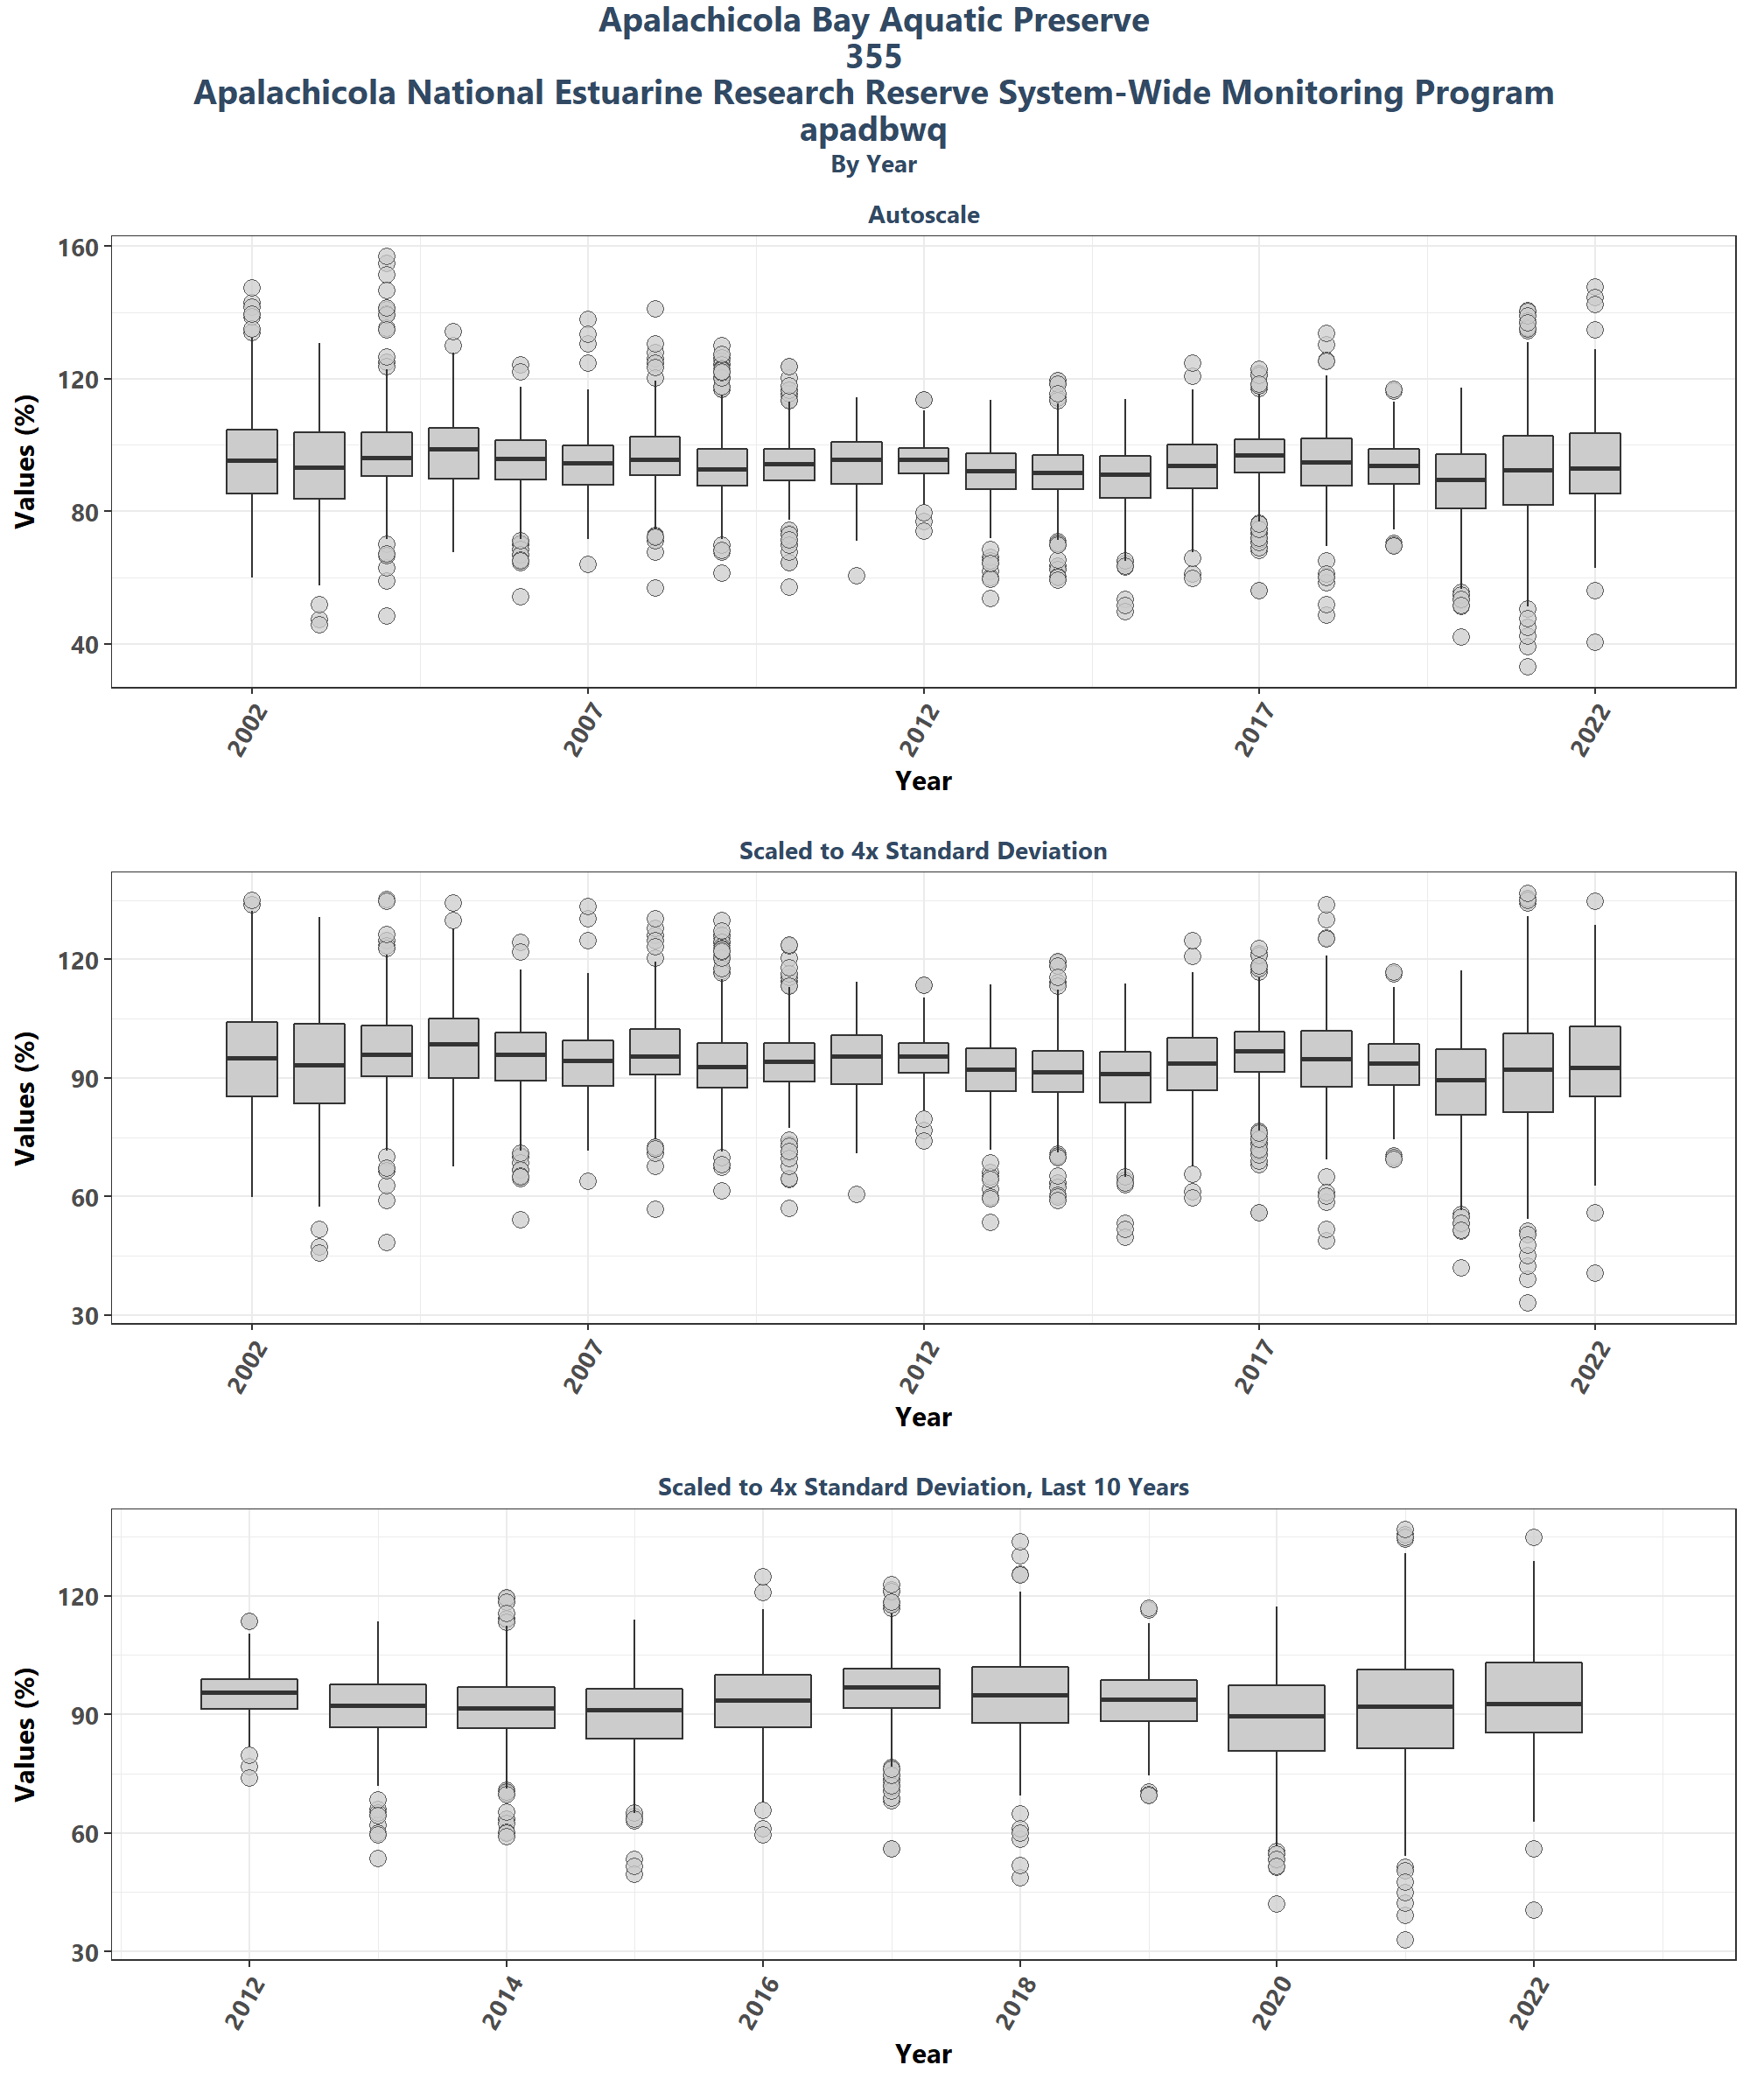 Apalachicola Bay Aquatic Preserve
355
Apalachicola National Estuarine Research Reserve System-Wide Monitoring Program
apadbwq
By Year
Autoscale
Values (%)
160
120
80
40
2002
2007
2012
2017
2022
Year
Scaled to 4x Standard Deviation
Values (%)
120
90
60
30
2002
2007
2012
2017
2022
Year
Scaled to 4x Standard Deviation, Last 10 Years
Values (%)
120
90
60
30
2012
2014
2016
2018
2020
2022
Year